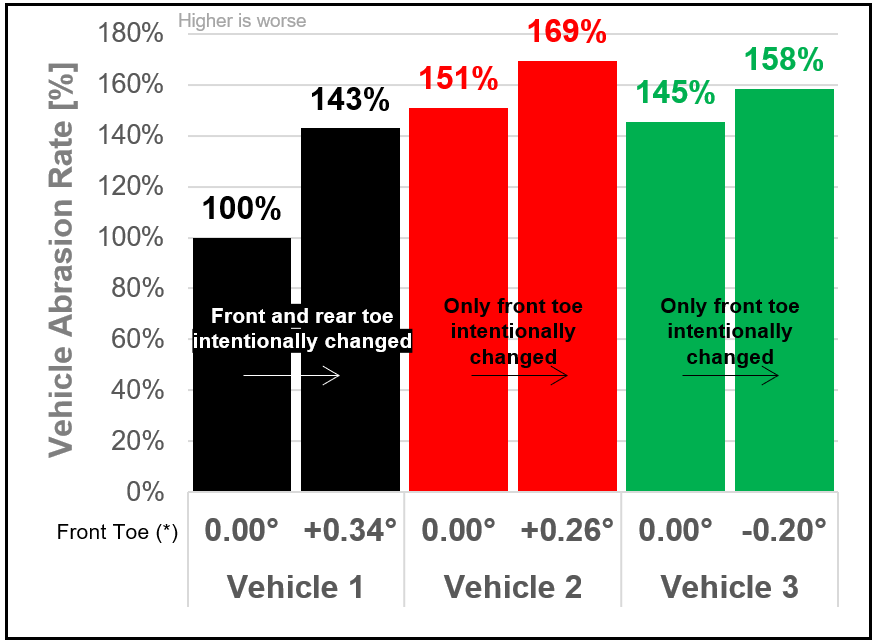 Higher is worse
Vehicle Abrasion Rate [%]
180%
160%
140%
120%
100%
80%
60%
40%
20%
0%
100%
143%
151%
169%
145%
158%
Front and rear toe
intentionally changed
Only front toe
intentionally
changed
Only front toe
intentionally
changed
Front Toe (*) 0.00° +0.34° 0.00° +0.26° 0.00° -0.20°
Vehicle 1 Vehicle 2 Vehicle 3